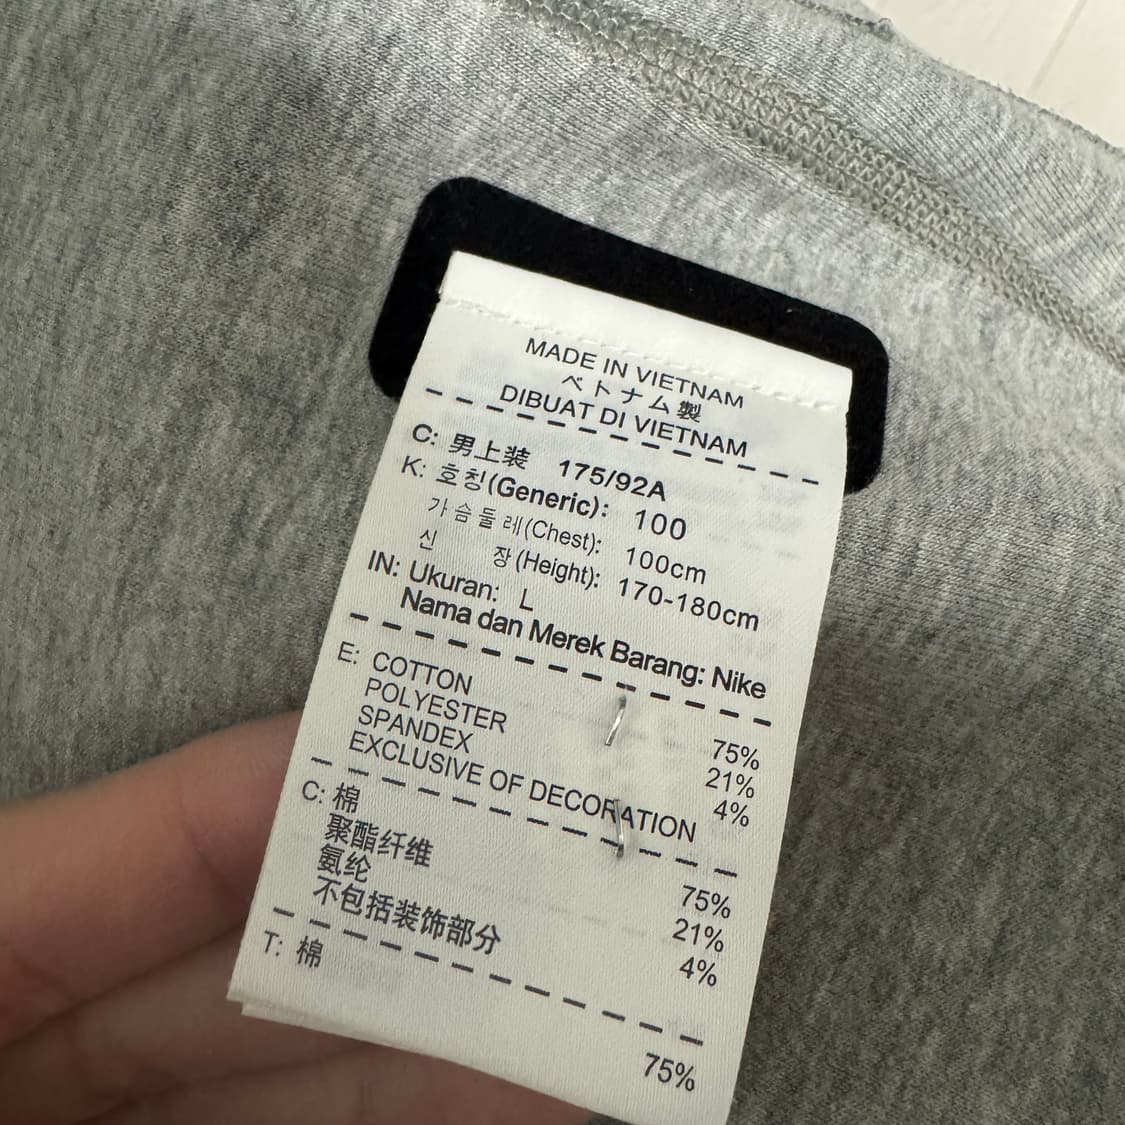 MADE IN VIETNAM
ベトナム製
DIBUAT DI VIETNAM
C: 男上装 175/92A
K: 호칭(Generic): 100
가슴둘레(Chest): 100cm
신 장(Height): 170-180cm
IN: Ukuran: L
Nama dan Merek Barang: Nike
E: COTTON 75%
POLYESTER 21%
SPANDEX 4%
EXCLUSIVE OF DECORATION
C: 棉 75%
聚酯纤维 21%
氨纶 4%
不包括装饰部分
T: 棉 75%